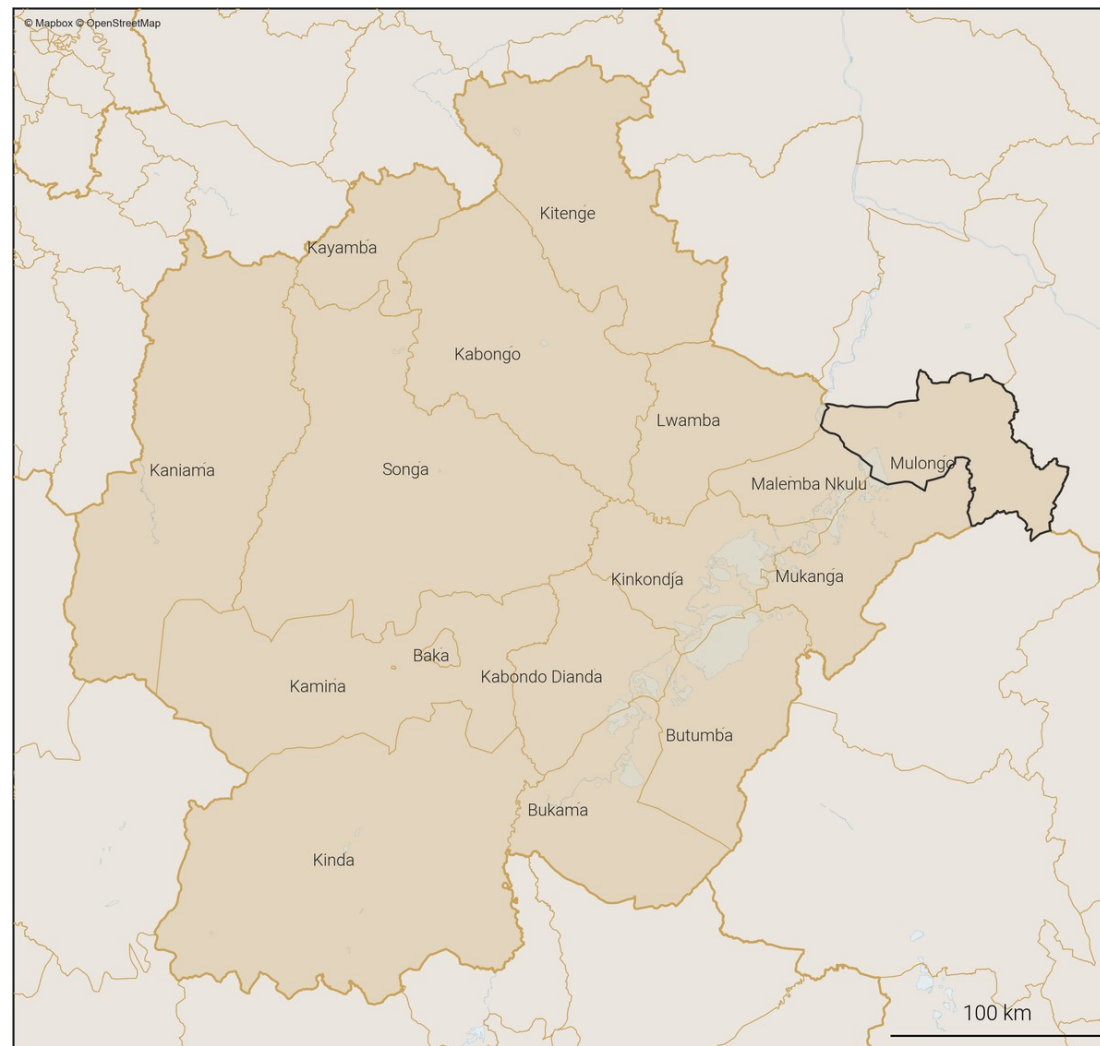 © Mapbox © OpenStreetMap
Kitenge
Kayamba
Kabongo
Lwamba
Mulongo
Kaniama
Songa
Malemba Nkulu
Kinkondja
Mukanga
Baka
Kabondo Dianda
Kamina
Butumba
Bukama
Kinda
100 km